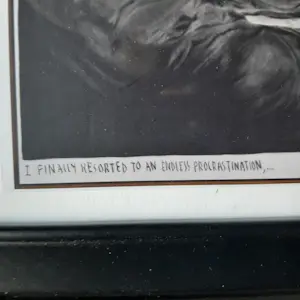 I FINALLY RESORTED TO AN ENDLESS PROCRASTINATION,...